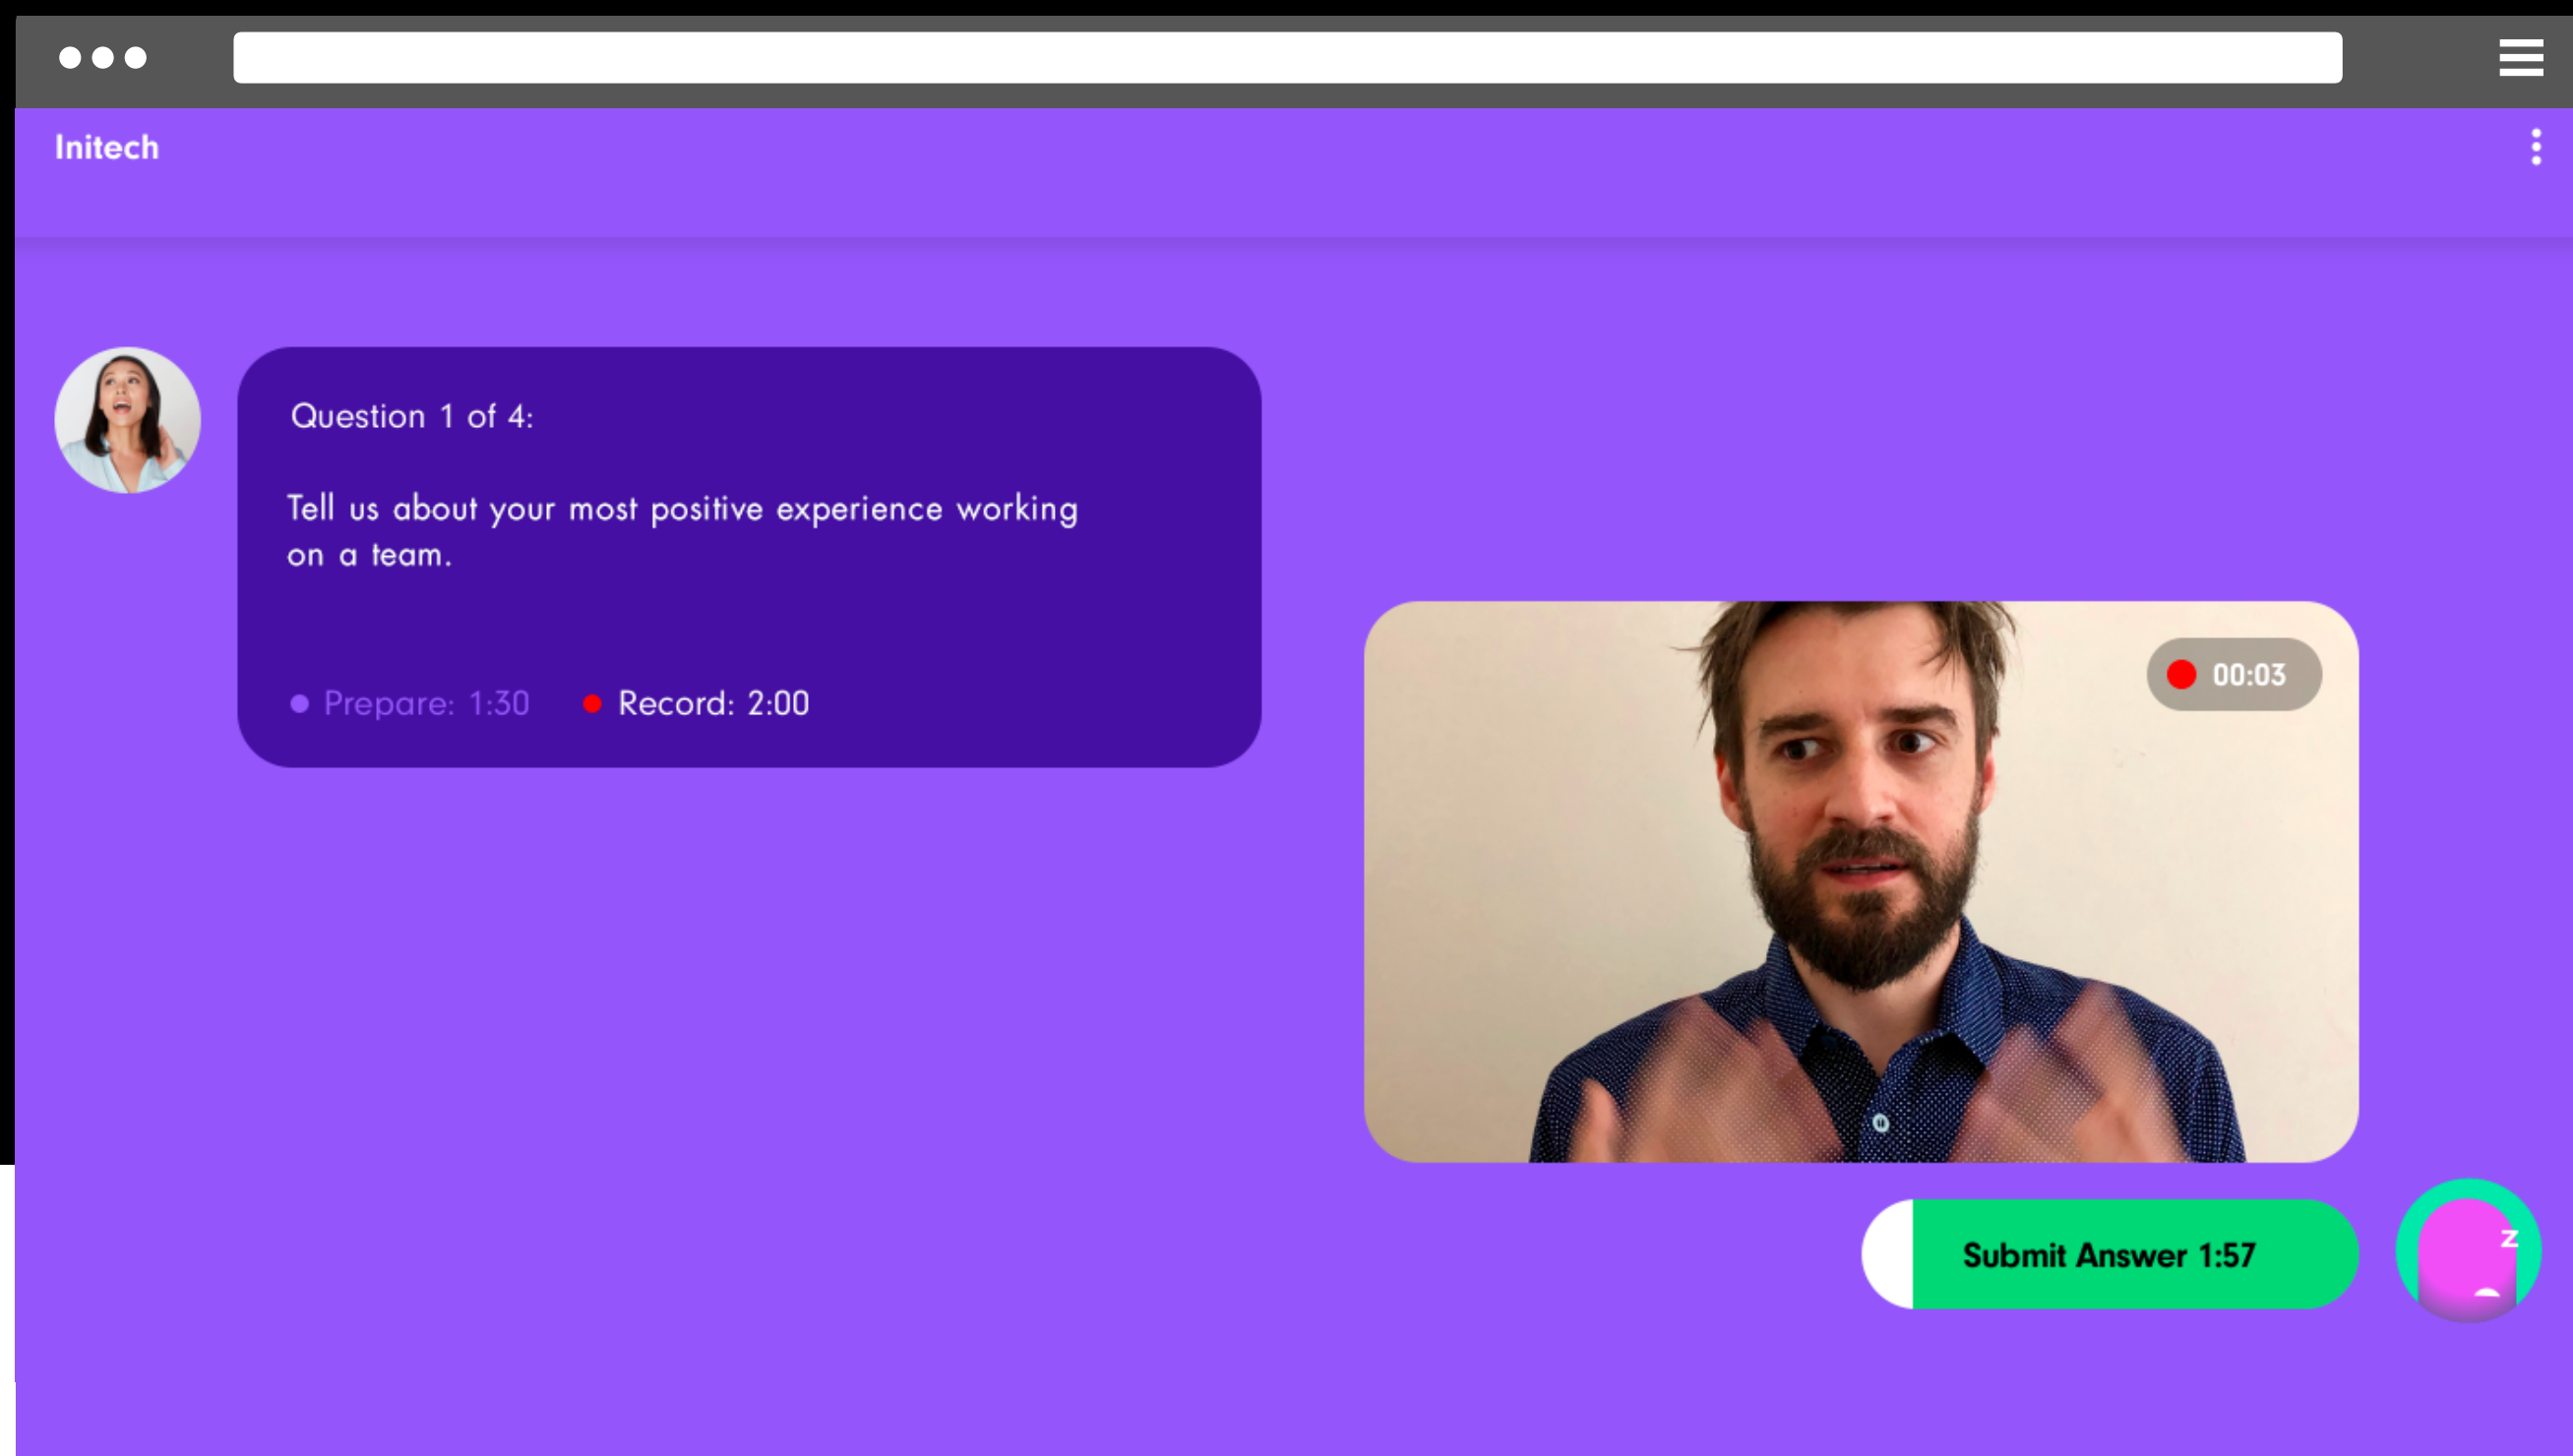 Initech
Question 1 of 4:
Tell us about your most positive experience working
on a team.
Prepare: 1:30 Record: 2:00
00:03
Submit Answer 1:57
z